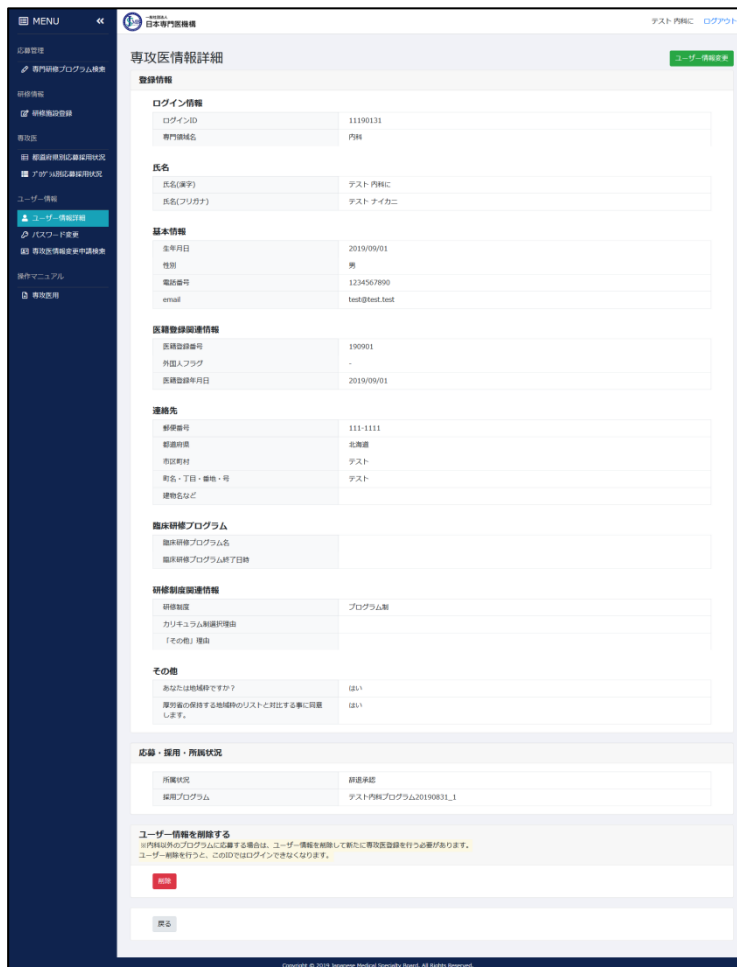 MENU «
一般社団法人
日本専門医機構
テスト 内科に ログアウト
応募管理
専門研修プログラム検索
研修情報
研修施設登録
専攻医
都道府県別応募採用状況
プログラム別応募採用状況
ユーザー情報
ユーザー情報詳細
パスワード変更
専攻医情報変更申請検索
操作マニュアル
専攻医用
専攻医情報詳細
ユーザー情報変更
登録情報
ログイン情報
ログインID 11190131
専門領域名 内科
氏名
氏名(漢字) テスト 内科に
氏名(フリガナ) テスト ナイカニ
基本情報
生年月日 2019/09/01
性別 男
電話番号 1234567890
email test@test.test
医籍登録関連情報
医籍登録番号 190901
外国人フラグ -
医籍登録年月日 2019/09/01
連絡先
郵便番号 111-1111
都道府県 北海道
市区町村 テスト
町名・丁目・番地・号 テスト
建物名など
臨床研修プログラム
臨床研修プログラム名
臨床研修プログラム終了日時
研修制度関連情報
研修制度 プログラム制
カリキュラム制選択理由
「その他」理由
その他
あなたは地域枠ですか? はい
厚労省の保持する地域枠のリストと対比する事に同意 はい
します。
応募・採用・所属状況
所属状況 辞退承認
採用プログラム テスト内科プログラム20190831_1
ユーザー情報を削除する
※内科以外のプログラムに応募する場合は、ユーザー情報を削除して新たに専攻医登録を行う必要があります。
ユーザー削除を行うと、このIDではログインできなくなります。
削除
戻る
Copyright © 2019 Japanese Medical Specialty Board. All Rights Reserved.